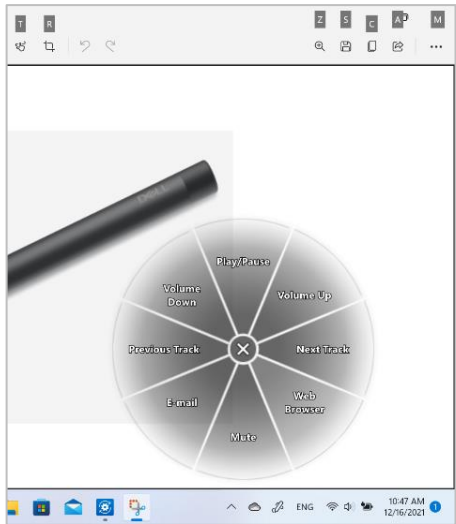 T R Z S C A M
DELL
Play/Pause
Volume
Down
Volume Up
Previous Track
Next Track
E-mail
Web
Browser
Mute
ENG
10:47 AM
12/16/2021
1